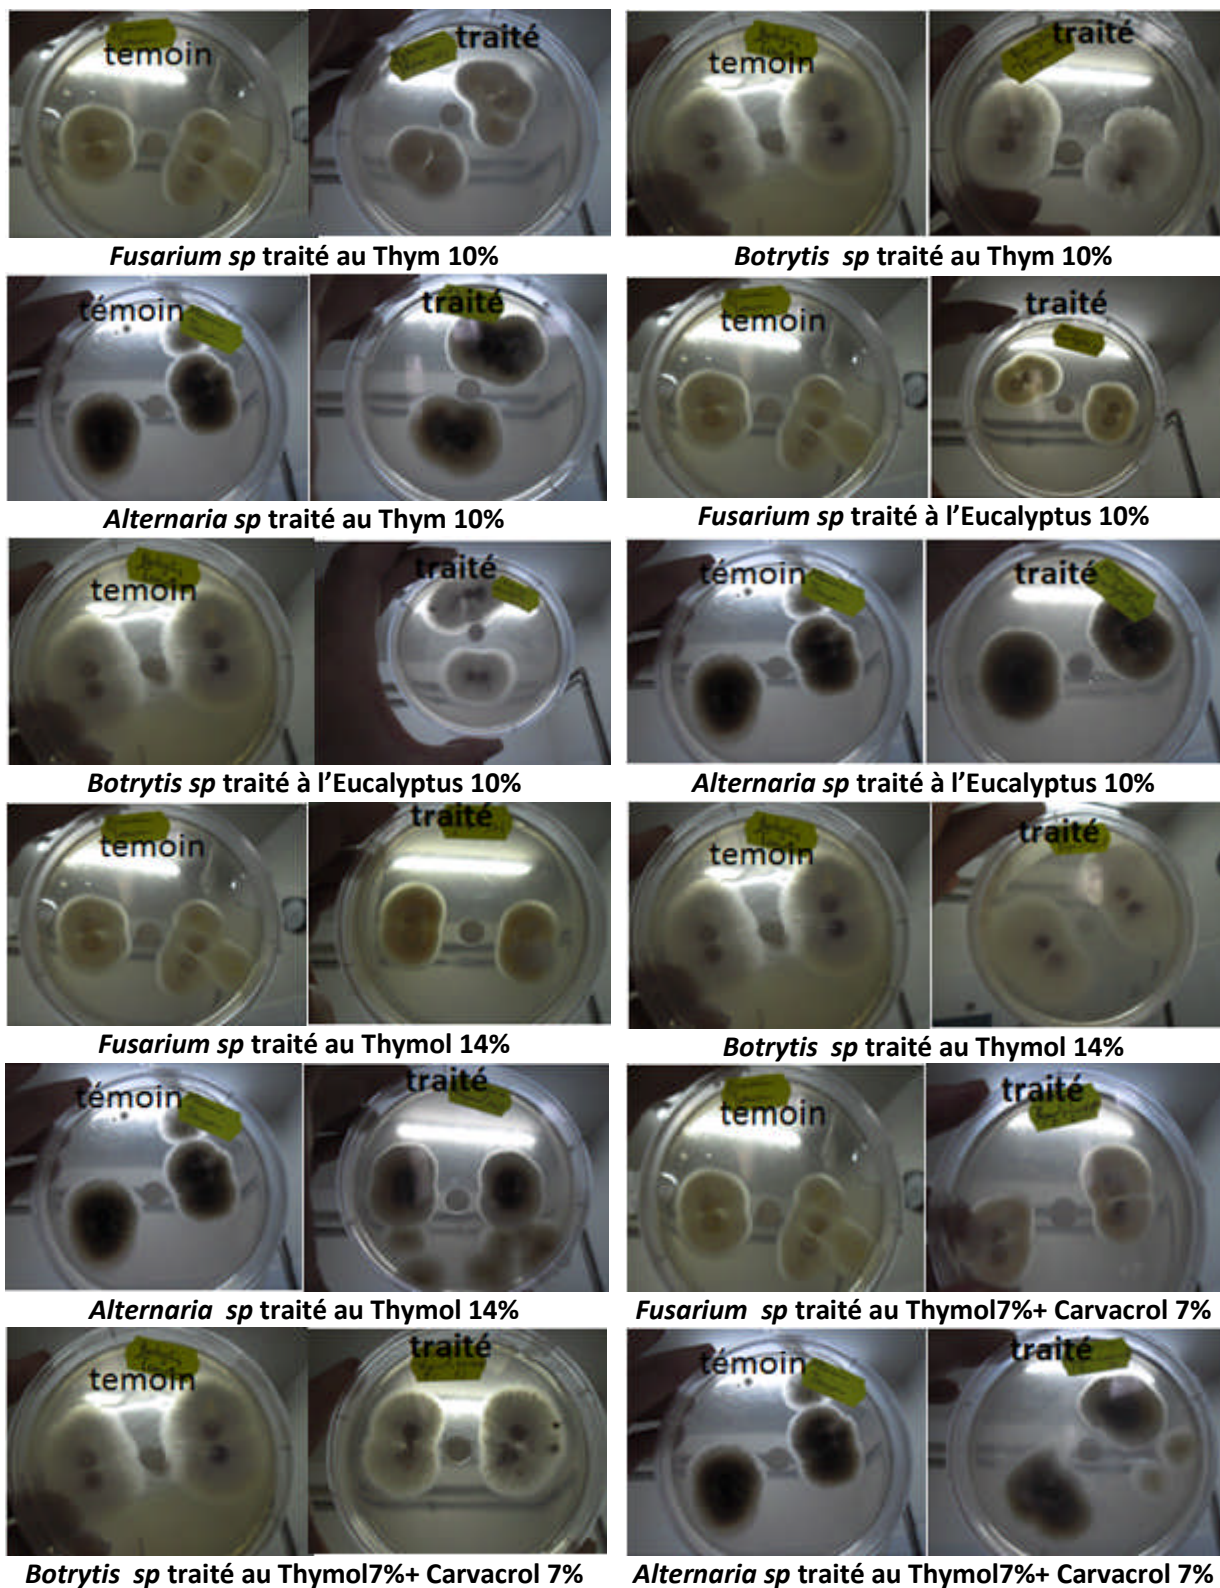 temoin
traité
temoin
traité
Fusarium sp traité au Thym 10%
Botrytis sp traité au Thym 10%
témoin
traité
temoin
traité
Alternaria sp traité au Thym 10%
Fusarium sp traité à l’Eucalyptus 10%
temoin
traité
témoin
traité
Botrytis sp traité à l’Eucalyptus 10%
Alternaria sp traité à l’Eucalyptus 10%
temoin
traité
temoin
traité
Fusarium sp traité au Thymol 14%
Botrytis sp traité au Thymol 14%
témoin
traité
temoin
traité
Alternaria sp traité au Thymol 14%
Fusarium sp traité au Thymol7%+ Carvacrol 7%
temoin
traité
témoin
traité
Botrytis sp traité au Thymol7%+ Carvacrol 7%
Alternaria sp traité au Thymol7%+ Carvacrol 7%